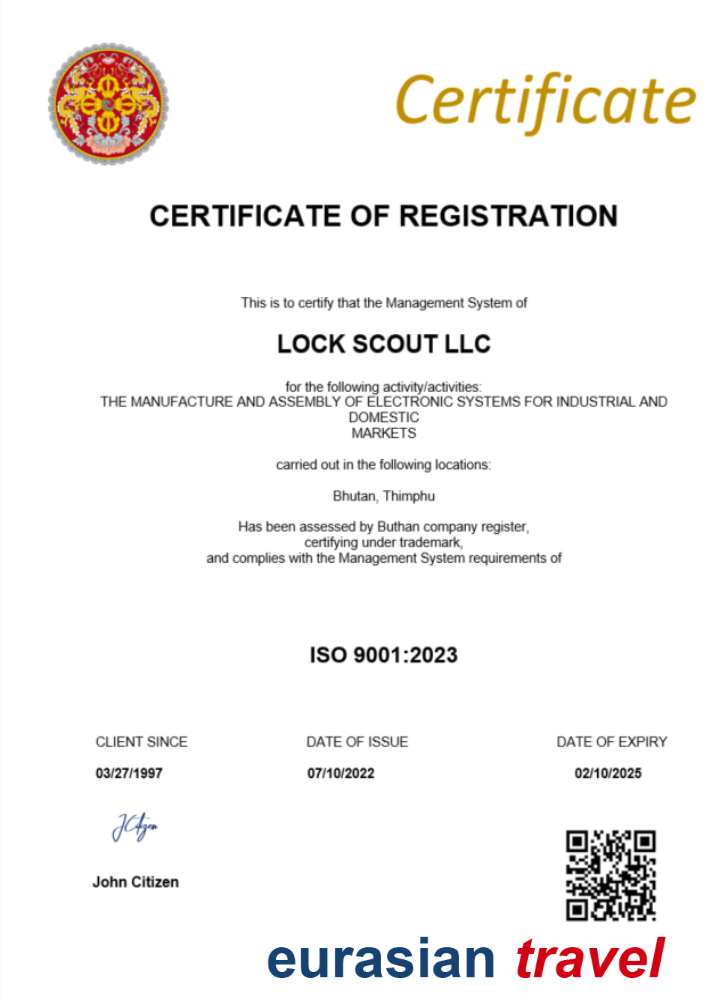 Certificate
CERTIFICATE OF REGISTRATION
This is to certify that the Management System of
LOCK SCOUT LLC
for the following activity/activities:
THE MANUFACTURE AND ASSEMBLY OF ELECTRONIC SYSTEMS FOR INDUSTRIAL AND
DOMESTIC
MARKETS
carried out in the following locations:
Bhutan, Thimphu
Has been assessed by Buthan company register,
certifying under trademark,
and complies with the Management System requirements of
ISO 9001:2023
CLIENT SINCE DATE OF ISSUE DATE OF EXPIRY
03/27/1997 07/10/2022 02/10/2025
JCitizen
John Citizen
eurasian travel